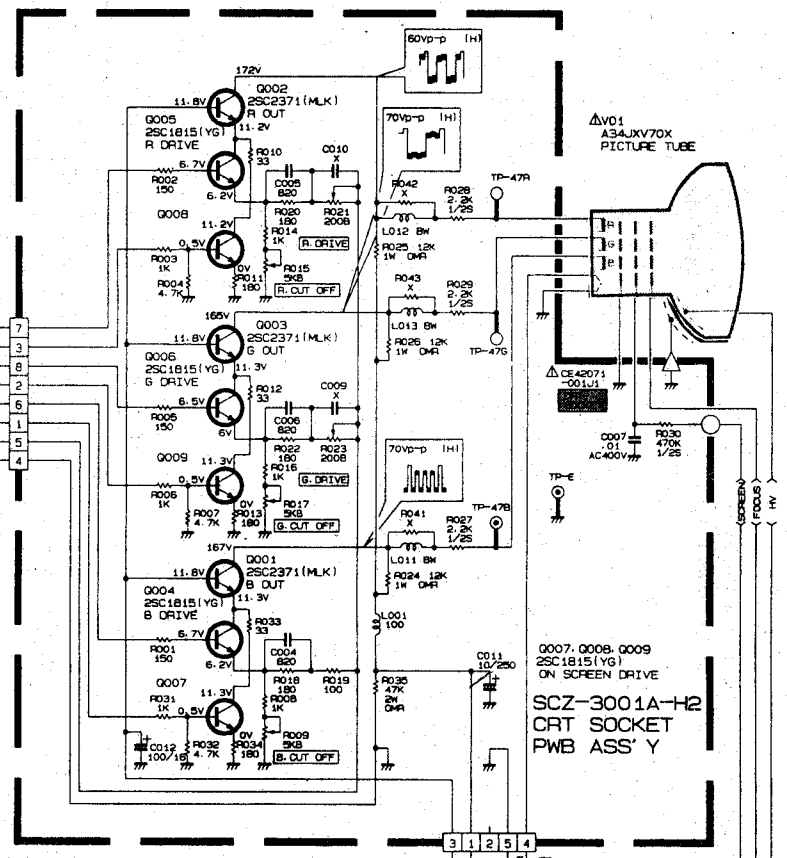 60Vp-p [H]
172V
11.8V
Q002
2SC2371(MLK)
R OUT
11.2V
Q005
2SC1815(YG)
R DRIVE
6.7V
R002
150
6.2V
R010
33
C005
820
C010
X
R020
180
R021
200B
R.DRIVE
R014
1K
R015
5KB
R.CUT OFF
Q008
11.2V
0.5V
R003
1K
R004
4.7K
0V
R011
180
70Vp-p [H]
R042
X
L012 8W
R025 12K
1W OMR
R028
2.2K
1/2S
TP-47R
R043
X
L013 8W
R026 12K
1W OMR
R029
2.2K
1/2S
TP-47G
V01
A34JXV70X
PICTURE TUBE
R
G
B
165V
11.8V
Q003
2SC2371(MLK)
G OUT
11.3V
Q006
2SC1815(YG)
G DRIVE
6.5V
R005
150
6V
R012
33
C006
820
C009
X
R022
180
R023
200B
G.DRIVE
R016
1K
R017
5KB
G.CUT OFF
Q009
11.3V
0.5V
R006
1K
R007
4.7K
0V
R013
180
70Vp-p [H]
R041
X
L011 8W
R024 12K
1W OMR
R027
2.2K
1/2S
TP-47B
CE42071
-001J1
C007
.01
AC400V
R030
470K
1/2S
TP-E
(SCREEN)
FOCUS
HV
167V
11.8V
Q001
2SC2371(MLK)
B OUT
11.3V
Q004
2SC1815(YG)
B DRIVE
6.7V
R001
150
6.2V
R033
33
C004
820
R018
180
R019
100
R008
1K
R009
5KB
B.CUT OFF
Q007
11.3V
0.5V
R031
1K
R032
4.7K
0V
R034
180
C012
100/16
L001
100
R035
47K
2W
OMR
C011
10/250
Q007, Q008, Q009
2SC1815(YG)
ON SCREEN DRIVE
SCZ-3001A-H2
CRT SOCKET
PWB ASS'Y
7
3
8
2
6
1
5
4
3 1 2 5 4